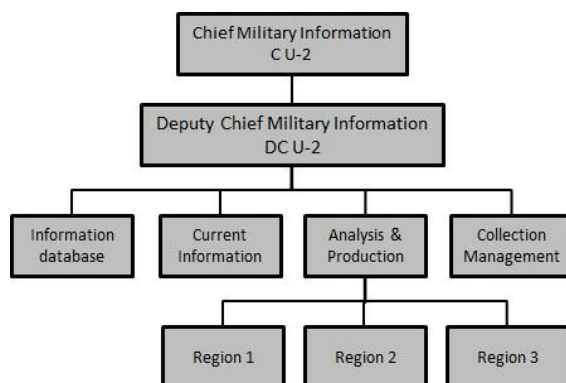 Chief Military Information
C U-2
Deputy Chief Military Information
DC U-2
Information
database
Current
Information
Analysis &
Production
Collection
Management
Region 1
Region 2
Region 3